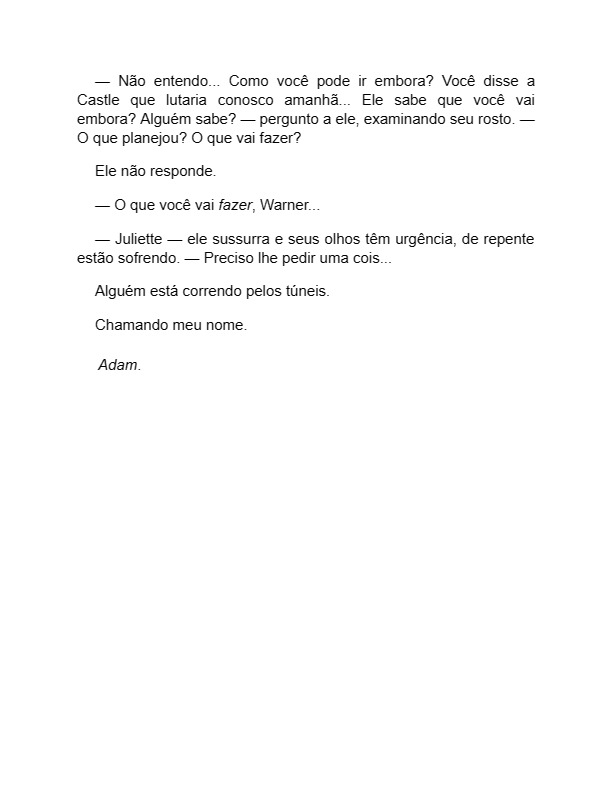 — Não entendo... Como você pode ir embora? Você disse a
Castle que lutaria conosco amanhã... Ele sabe que você vai
embora? Alguém sabe? — pergunto a ele, examinando seu rosto. —
O que planejou? O que vai fazer?
Ele não responde.
— O que você vai fazer, Warner...
— Juliette — ele sussurra e seus olhos têm urgência, de repente
estão sofrendo. — Preciso lhe pedir uma cois...
Alguém está correndo pelos túneis.
Chamando meu nome.
Adam.